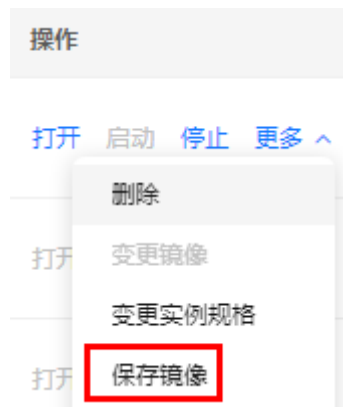 操作
打开 启动 停止 更多
删除
打开 变更镜像
变更实例规格
打开 保存镜像